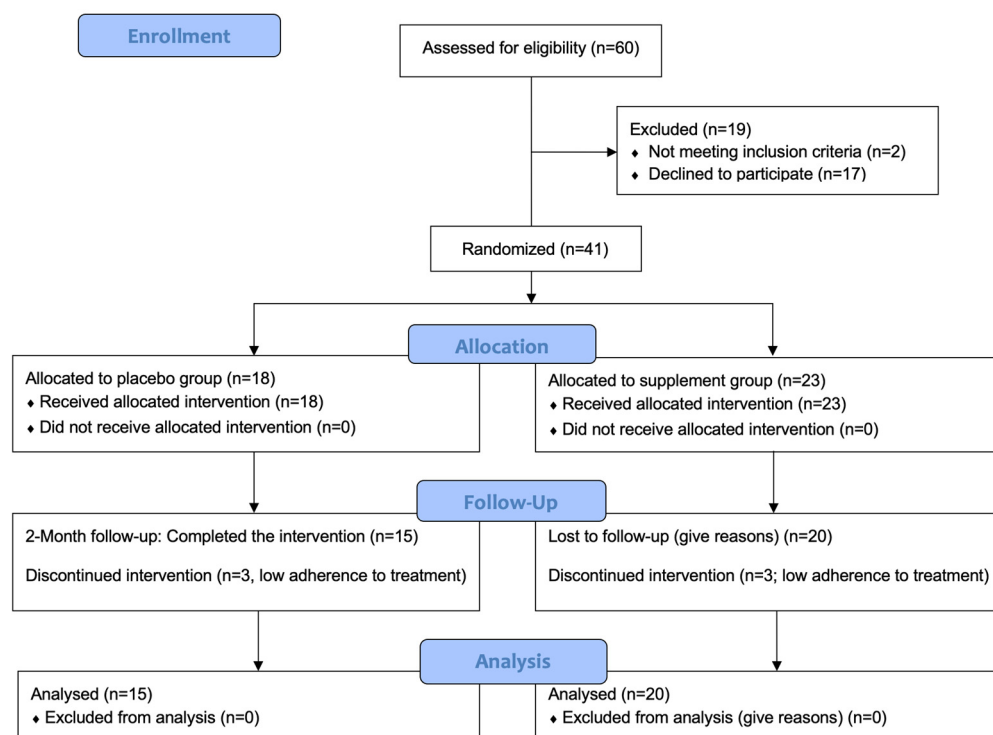 Enrollment
Assessed for eligibility (n=60)
Excluded (n=19)
♦ Not meeting inclusion criteria (n=2)
♦ Declined to participate (n=17)
Randomized (n=41)
Allocation
Allocated to placebo group (n=18)
♦ Received allocated intervention (n=18)
♦ Did not receive allocated intervention (n=0)
Allocated to supplement group (n=23)
♦ Received allocated intervention (n=23)
♦ Did not receive allocated intervention (n=0)
Follow-Up
2-Month follow-up: Completed the intervention (n=15)
Discontinued intervention (n=3, low adherence to treatment)
Lost to follow-up (give reasons) (n=20)
Discontinued intervention (n=3; low adherence to treatment)
Analysis
Analysed (n=15)
♦ Excluded from analysis (n=0)
Analysed (n=20)
♦ Excluded from analysis (give reasons) (n=0)